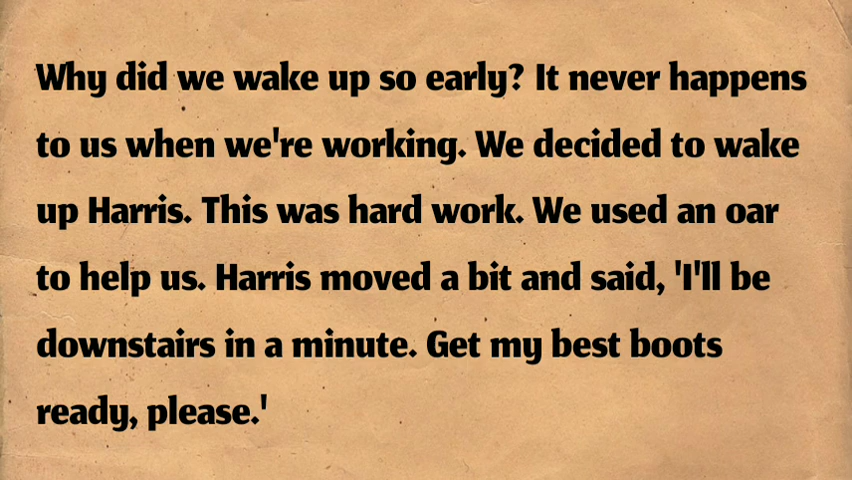 Why did we wake up so early? It never happens
to us when we're working. We decided to wake
up Harris. This was hard work. We used an oar
to help us. Harris moved a bit and said, 'I'll be
downstairs in a minute. Get my best boots
ready, please.'